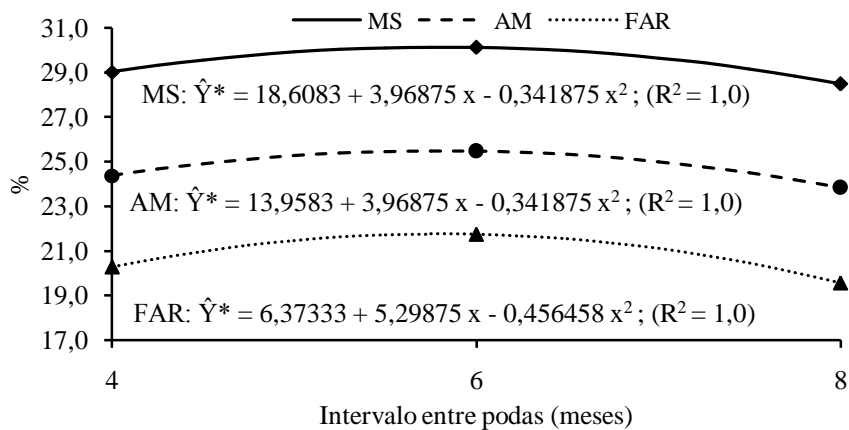 MS AM FAR
31,0
29,0
MS: Ŷ* = 18,6083 + 3,96875 x - 0,341875 x² ; (R² = 1,0)
27,0
25,0
%
23,0
AM: Ŷ* = 13,9583 + 3,96875 x - 0,341875 x² ; (R² = 1,0)
21,0
19,0
FAR: Ŷ* = 6,37333 + 5,29875 x - 0,456458 x² ; (R² = 1,0)
17,0
4 6 8
Intervalo entre podas (meses)